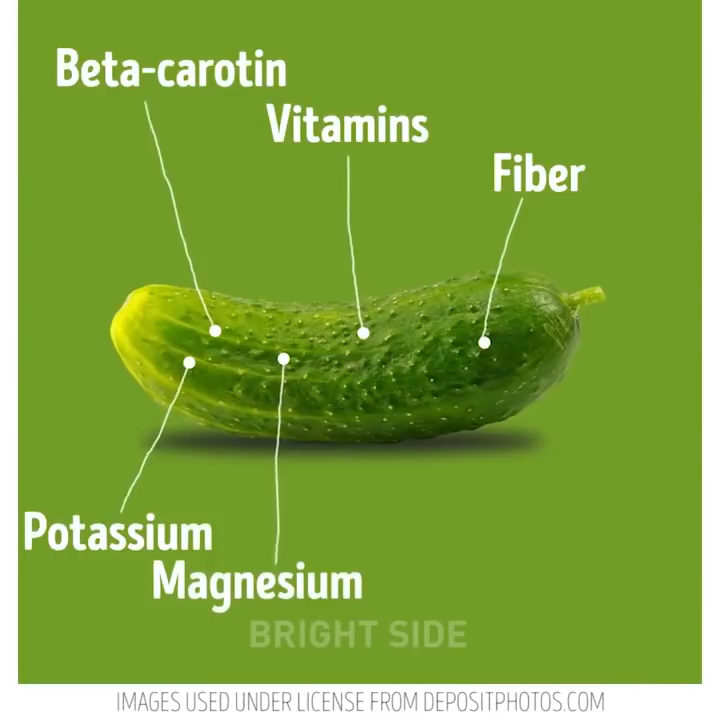 Beta-carotin
Vitamins
Fiber
Potassium
Magnesium
BRIGHT SIDE
IMAGES USED UNDER LICENSE FROM DEPOSITPHOTOS.COM